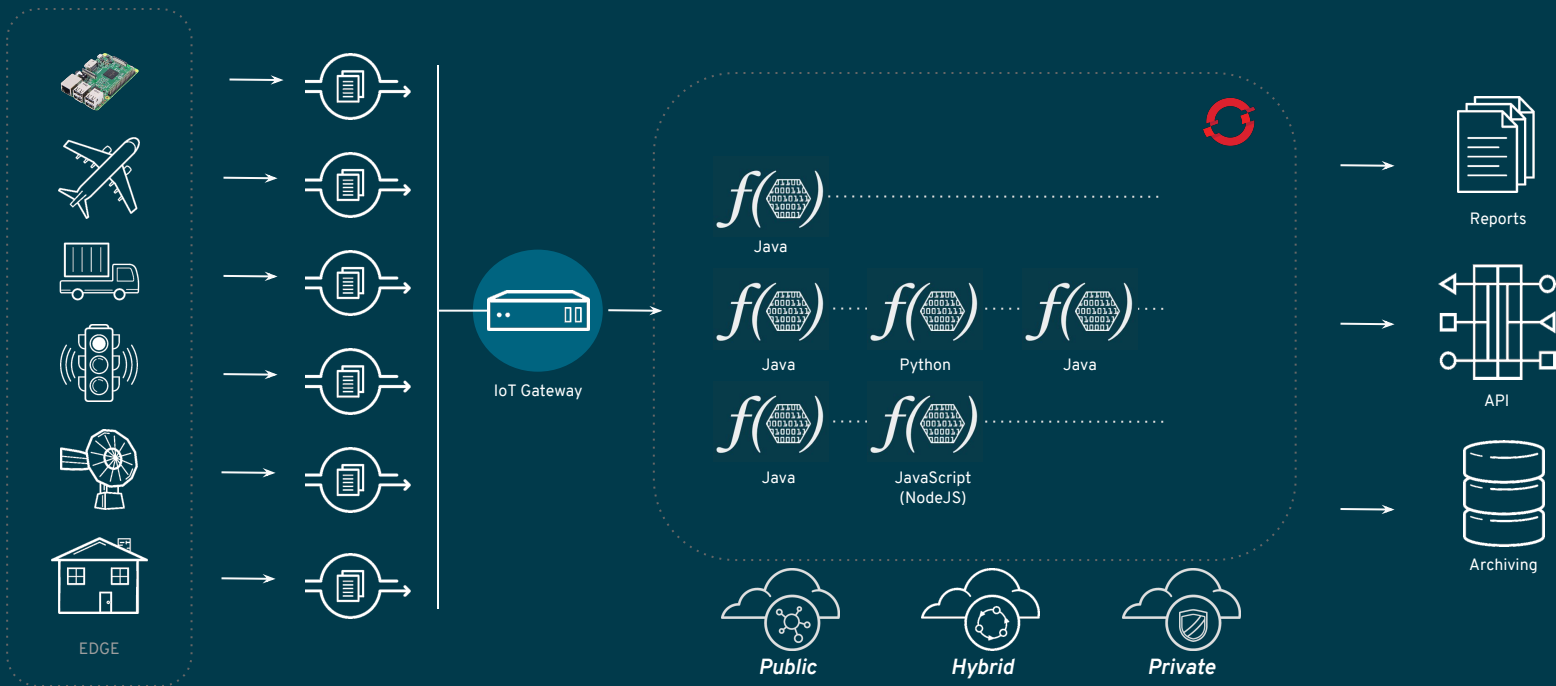 EDGE
IoT Gateway
f( )
Java
f( )
Java
f( )
Python
f( )
Java
f( )
Java
f( )
JavaScript
(NodeJS)
Public
Hybrid
Private
Reports
API
Archiving